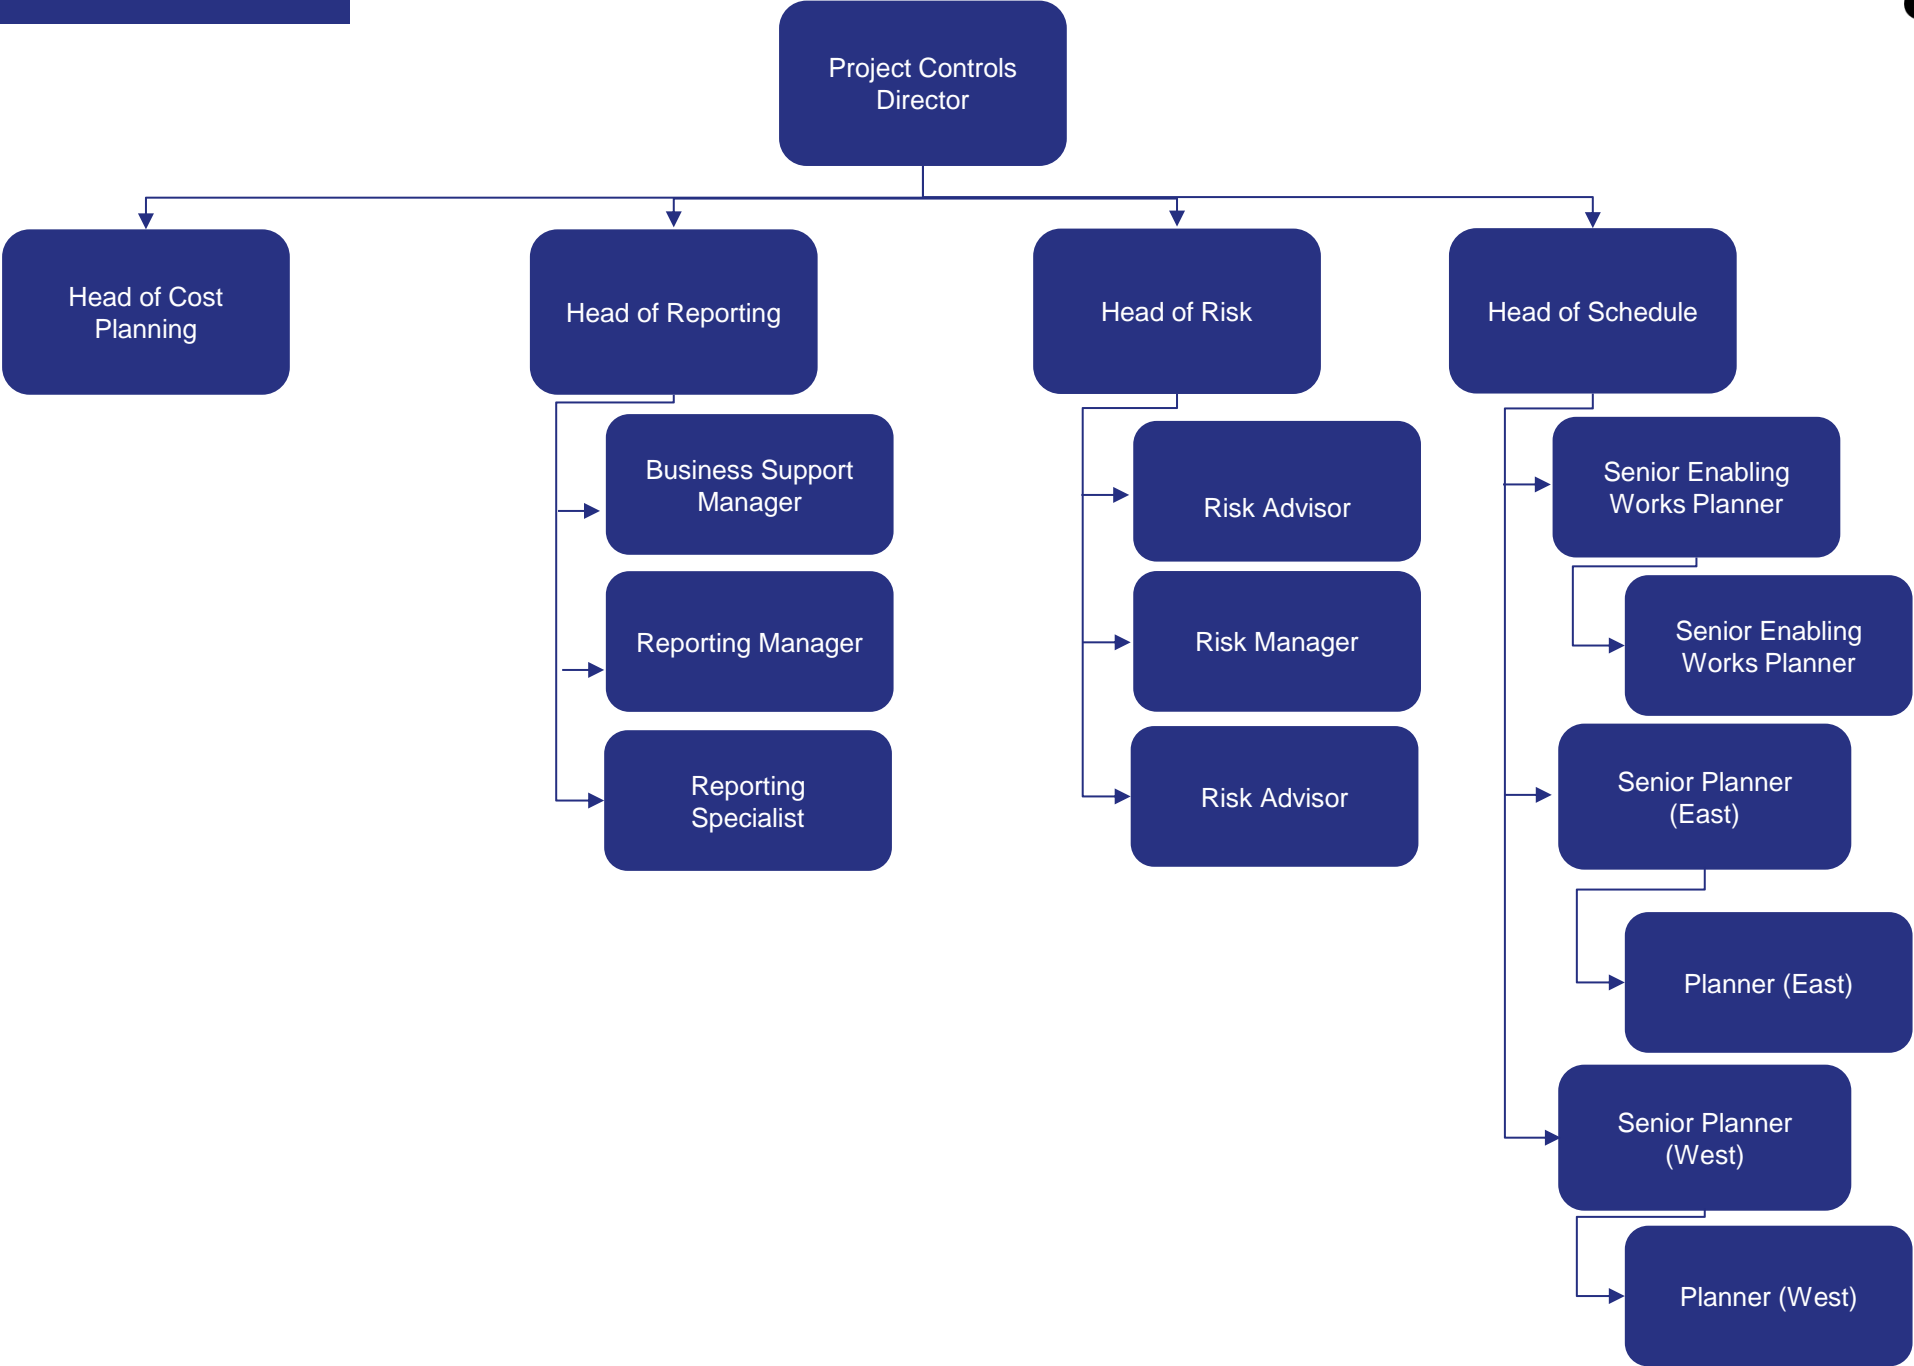 Project Controls
Director
Head of Cost
Planning
Head of Reporting
Head of Risk
Head of Schedule
Business Support
Manager
Reporting Manager
Reporting
Specialist
Risk Advisor
Risk Manager
Risk Advisor
Senior Enabling
Works Planner
Senior Enabling
Works Planner
Senior Planner
(East)
Planner (East)
Senior Planner
(West)
Planner (West)